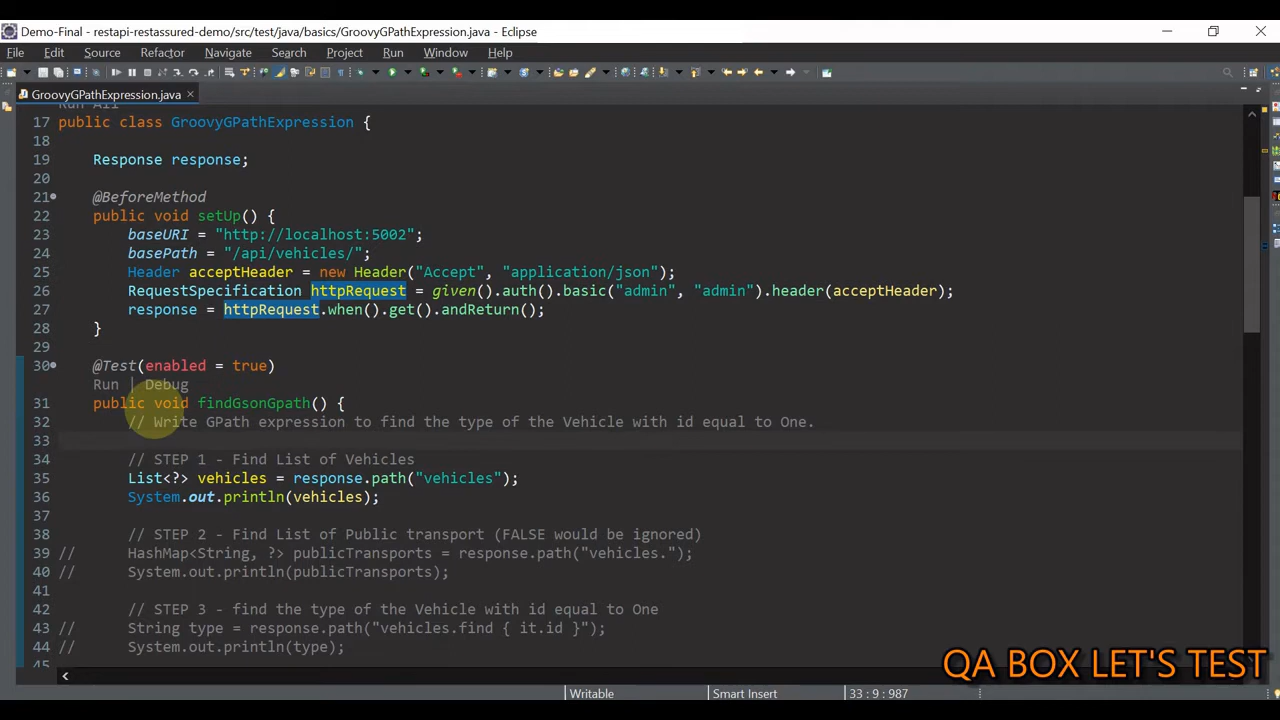 Demo-Final - restapi-restassured-demo/src/test/java/basics/GroovyGPathExpression.java - Eclipse
File Edit Source Refactor Navigate Search Project Run Window Help
GroovyGPathExpression.java
Run All
17 public class GroovyGPathExpression {
18
19 Response response;
20
21 @BeforeMethod
22 public void setUp() {
23 baseURI = "http://localhost:5002";
24 basePath = "/api/vehicles/";
25 Header acceptHeader = new Header("Accept", "application/json");
26 RequestSpecification httpRequest = given().auth().basic("admin", "admin").header(acceptHeader);
27 response = httpRequest.when().get().andReturn();
28 }
29
30 @Test(enabled = true)
Run | Debug
31 public void findGsonGpath() {
32 // Write GPath expression to find the type of the Vehicle with id equal to One.
33
34 // STEP 1 - Find List of Vehicles
35 List<?> vehicles = response.path("vehicles");
36 System.out.println(vehicles);
37
38 // STEP 2 - Find List of Public transport (FALSE would be ignored)
39 // HashMap<String, ?> publicTransports = response.path("vehicles.");
40 // System.out.println(publicTransports);
41
42 // STEP 3 - find the type of the Vehicle with id equal to One
43 // String type = response.path("vehicles.find { it.id }");
44 // System.out.println(type);
45
QA BOX LET'S TEST
Writable Smart Insert 33 : 9 : 987